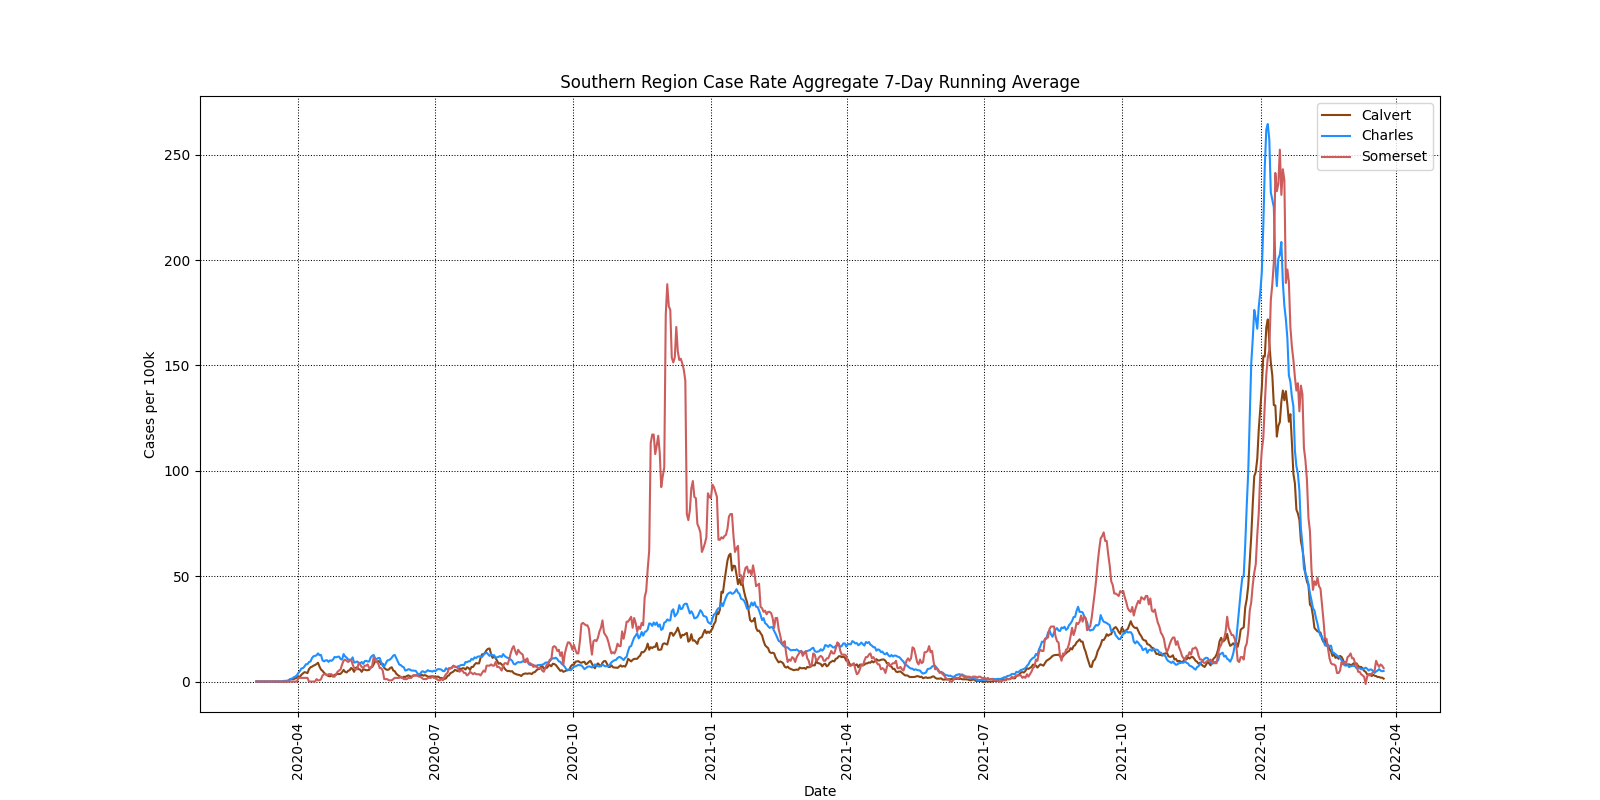 Southern Region Case Rate Aggregate 7-Day Running Average
Calvert
Charles
Somerset
Cases per 100k
250
200
150
100
50
0
2020-04
2020-07
2020-10
2021-01
2021-04
2021-07
2021-10
2022-01
2022-04
Date